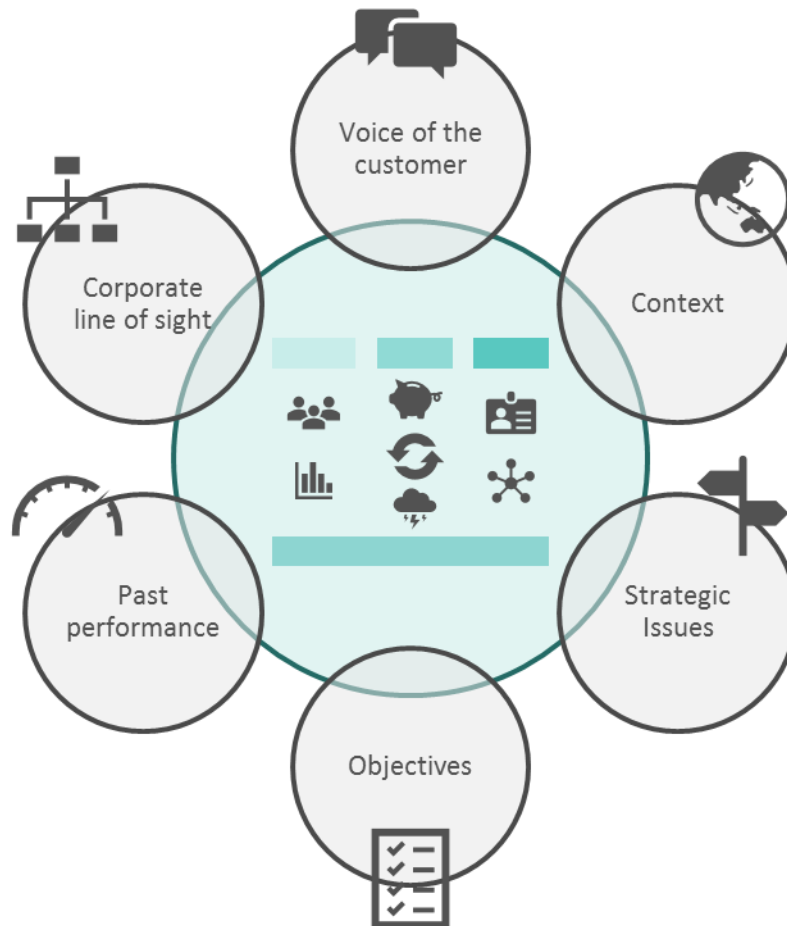 Voice of the
customer
Corporate
line of sight
Context
Past
performance
Strategic
Issues
Objectives